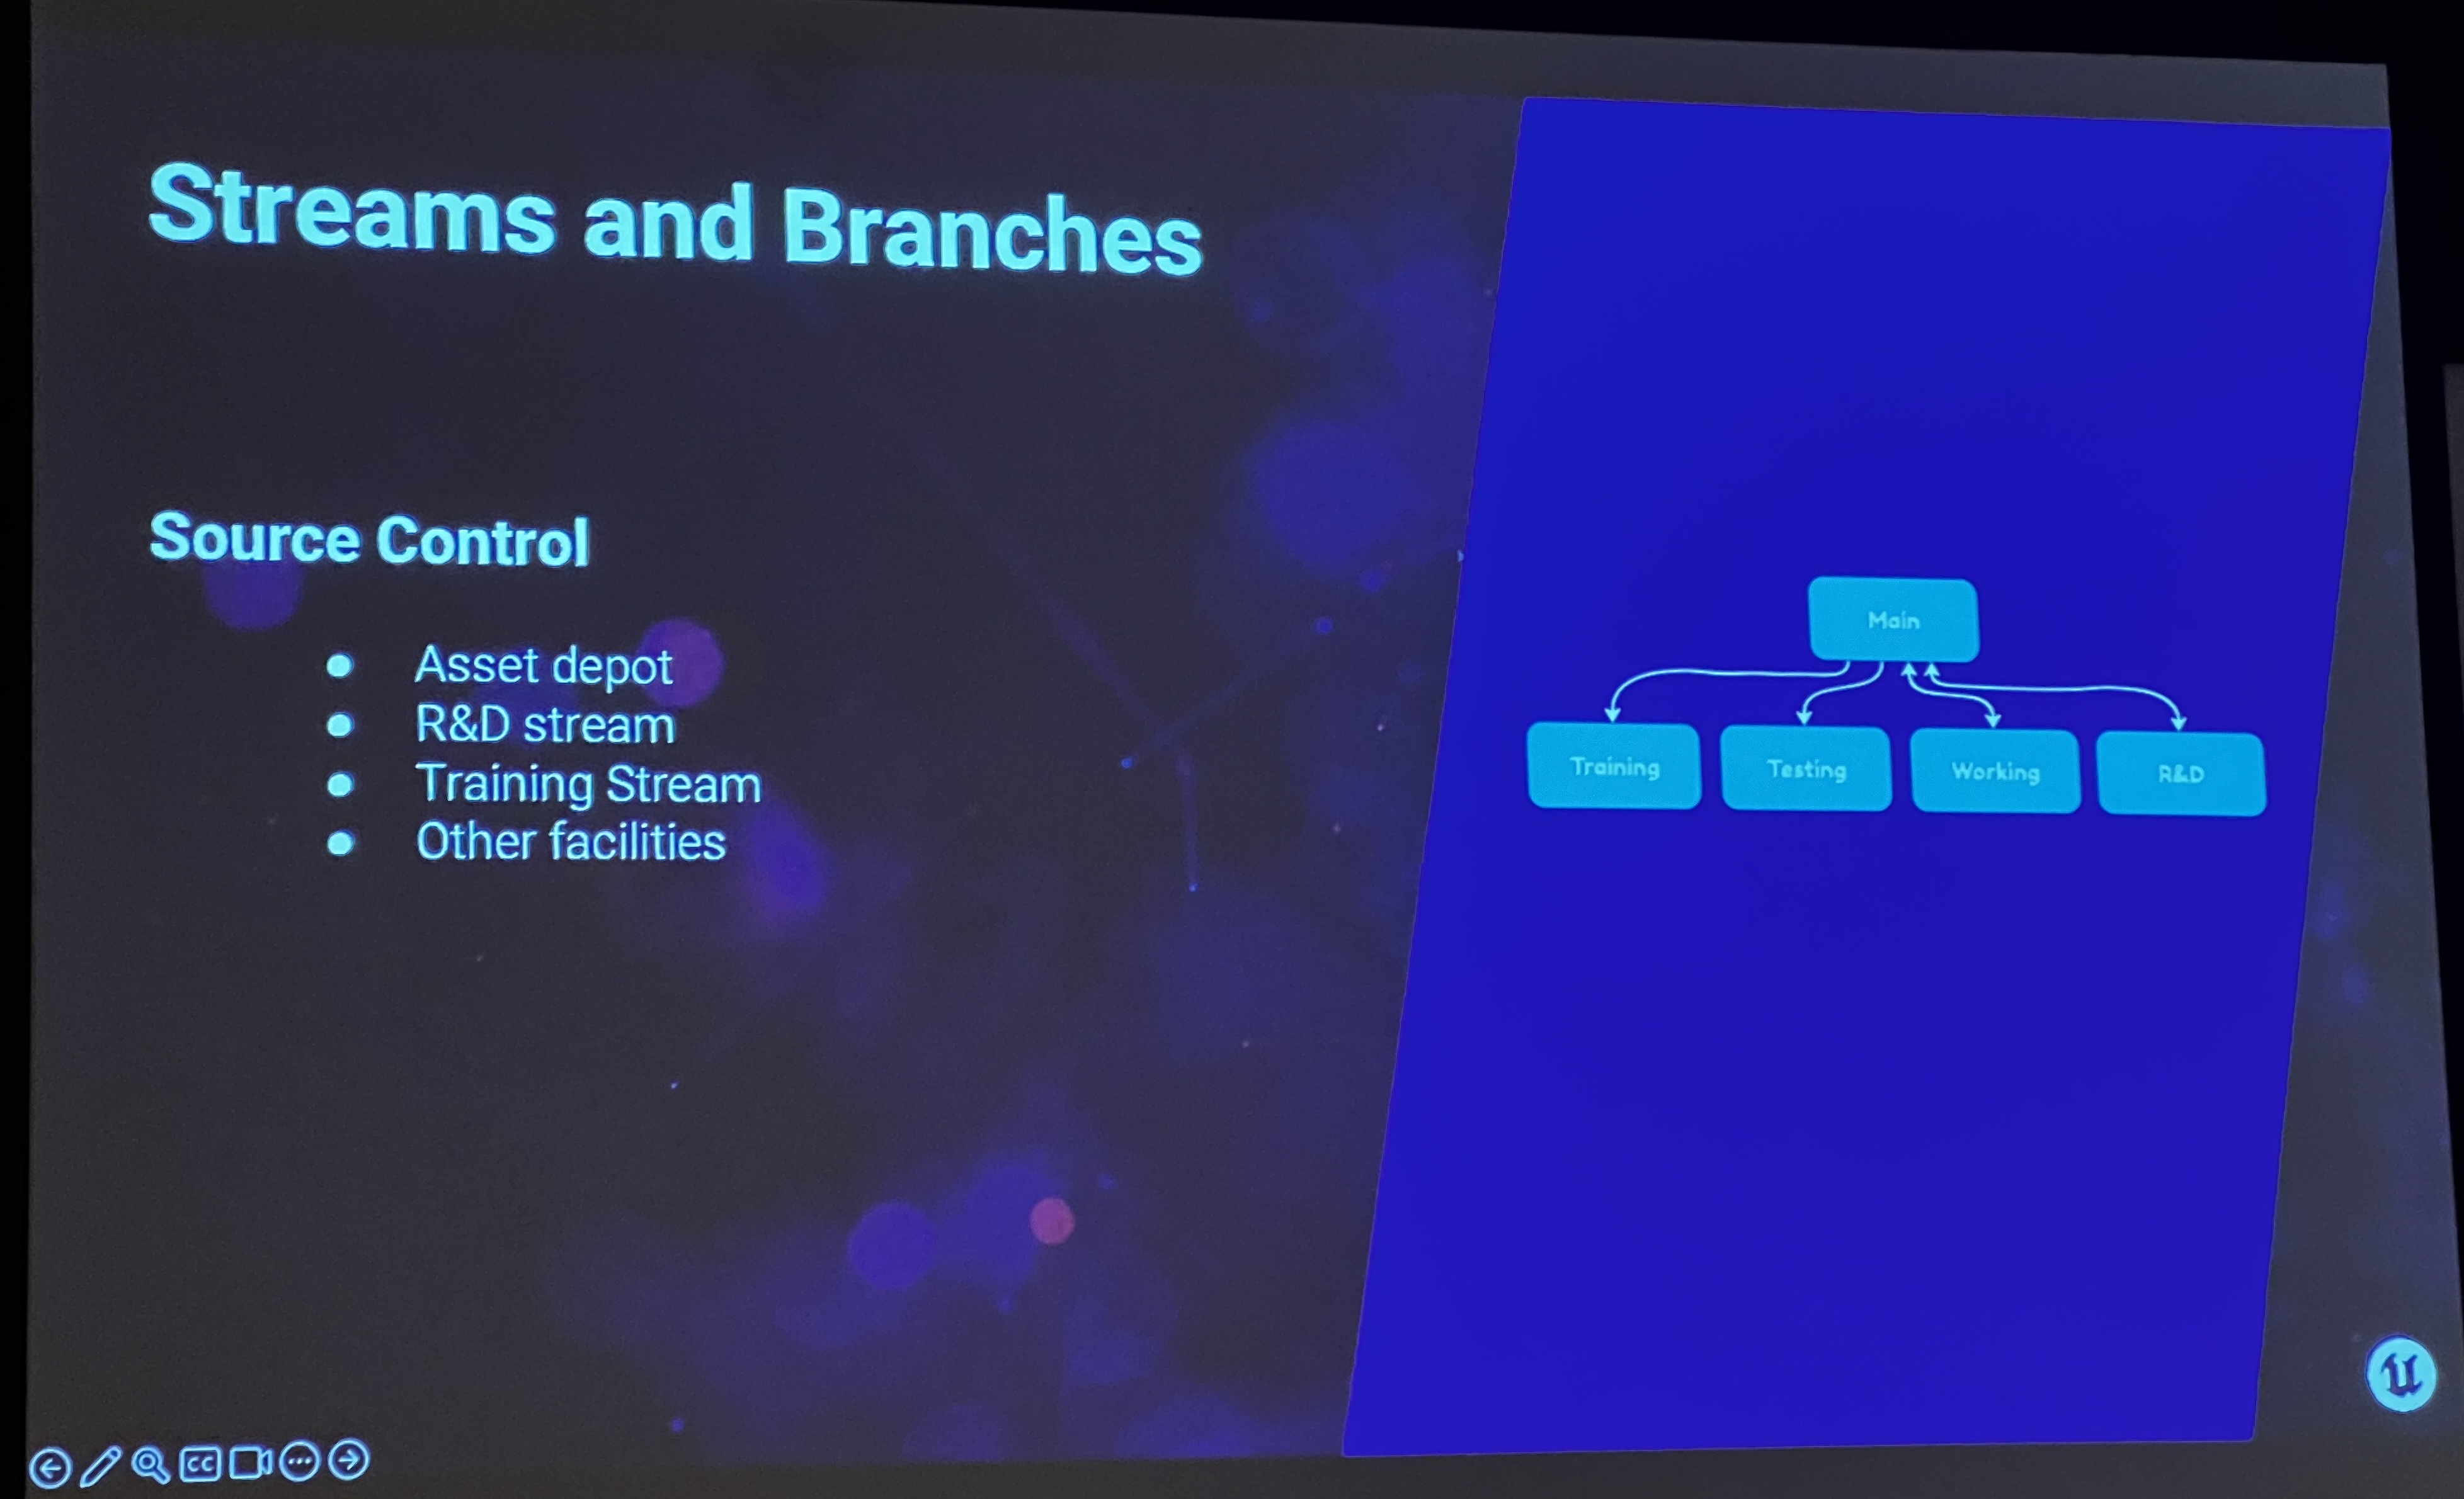 Streams and Branches
Source Control
Asset depot
R&D stream
Training Stream
Other facilities
Main
Training
Testing
Working
R&D
CC